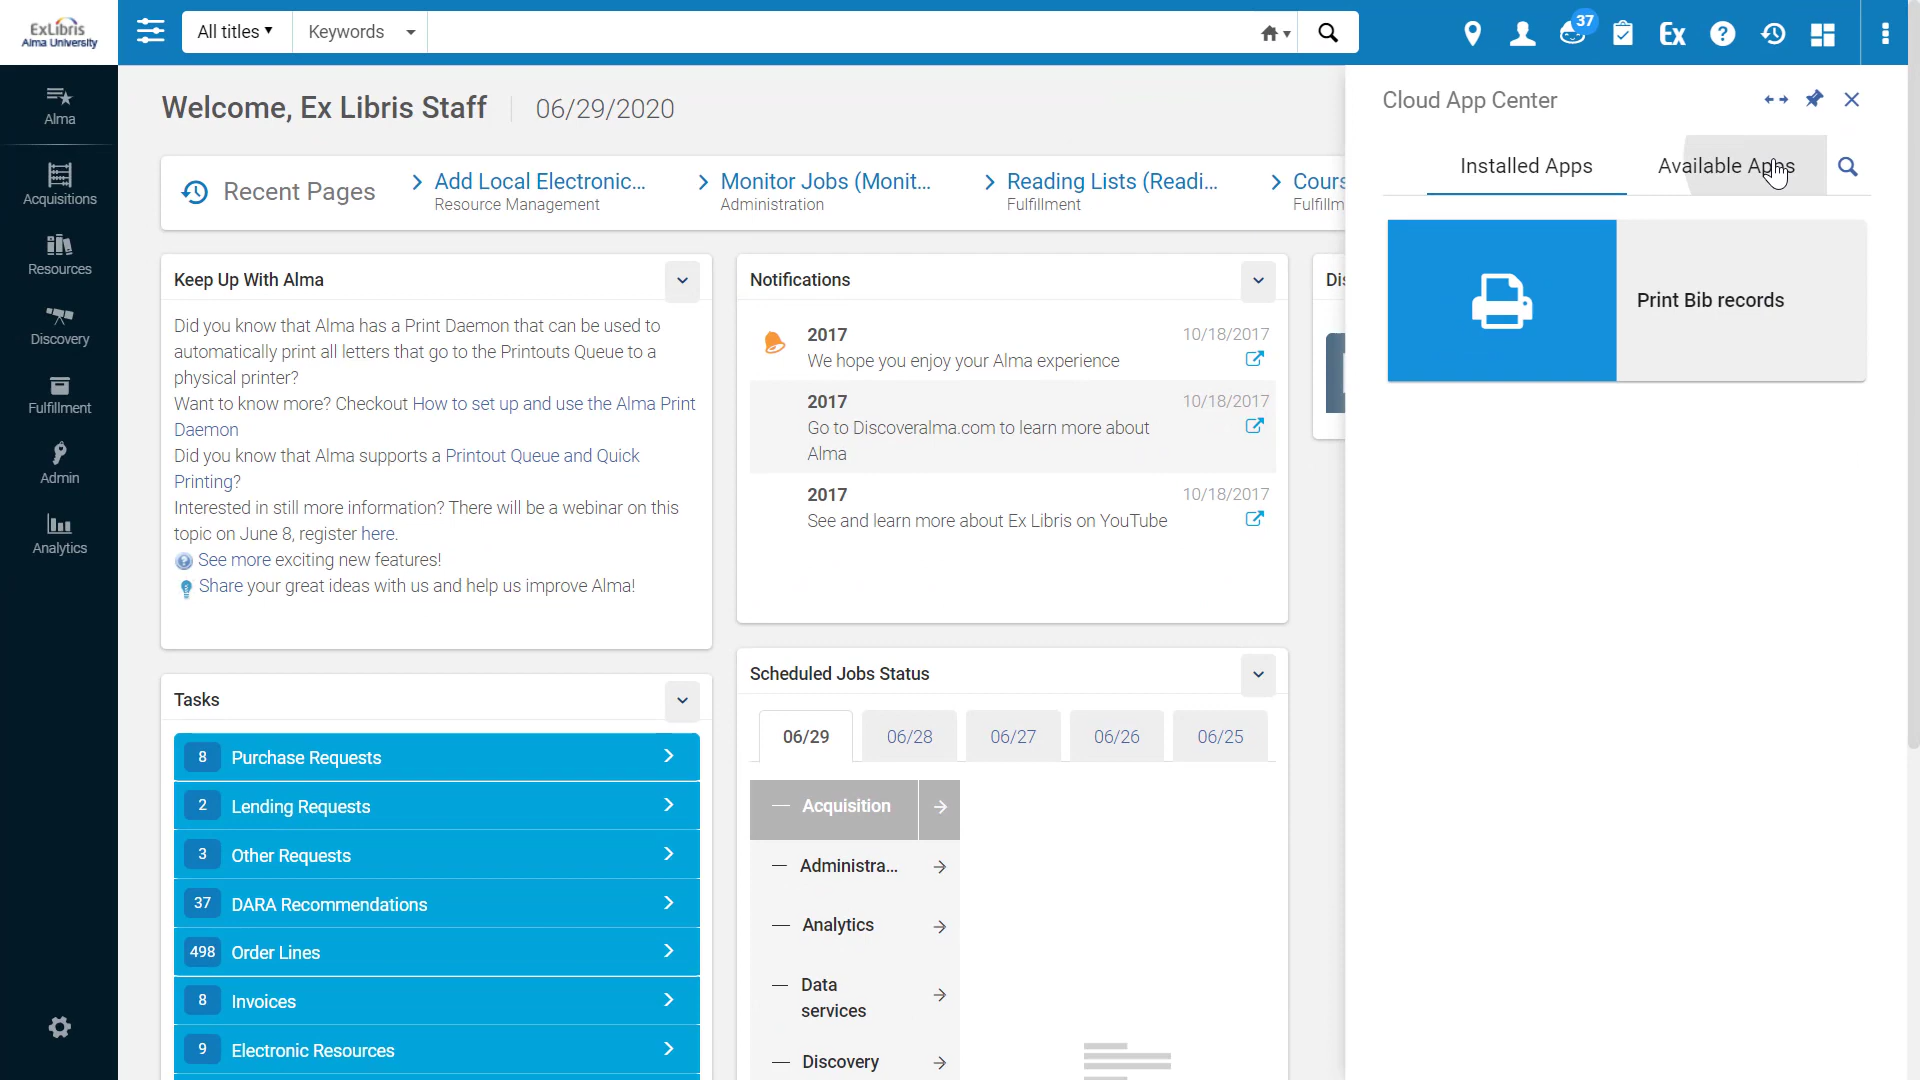 ExLibris
Alma University
All titles
Keywords
37
Ex
Alma
Acquisitions
Resources
Discovery
Fulfillment
Admin
Analytics
Welcome, Ex Libris Staff
06/29/2020
Recent Pages
Add Local Electronic...
Resource Management
Monitor Jobs (Monit...
Administration
Reading Lists (Readi...
Fulfillment
Cours
Fulfillm
Keep Up With Alma
Did you know that Alma has a Print Daemon that can be used to
automatically print all letters that go to the Printouts Queue to a
physical printer?
Want to know more? Checkout How to set up and use the Alma Print
Daemon
Did you know that Alma supports a Printout Queue and Quick
Printing?
Interested in still more information? There will be a webinar on this
topic on June 8, register here.
See more exciting new features!
Share your great ideas with us and help us improve Alma!
Tasks
8 Purchase Requests
2 Lending Requests
3 Other Requests
37 DARA Recommendations
498 Order Lines
8 Invoices
9 Electronic Resources
Notifications
2017 10/18/2017
We hope you enjoy your Alma experience
2017 10/18/2017
Go to Discoveralma.com to learn more about
Alma
2017 10/18/2017
See and learn more about Ex Libris on YouTube
Scheduled Jobs Status
06/29 06/28 06/27 06/26 06/25
Acquisition
Administra...
Analytics
Data
services
Discovery
Dis
Cloud App Center
Installed Apps
Available Apps
Print Bib records